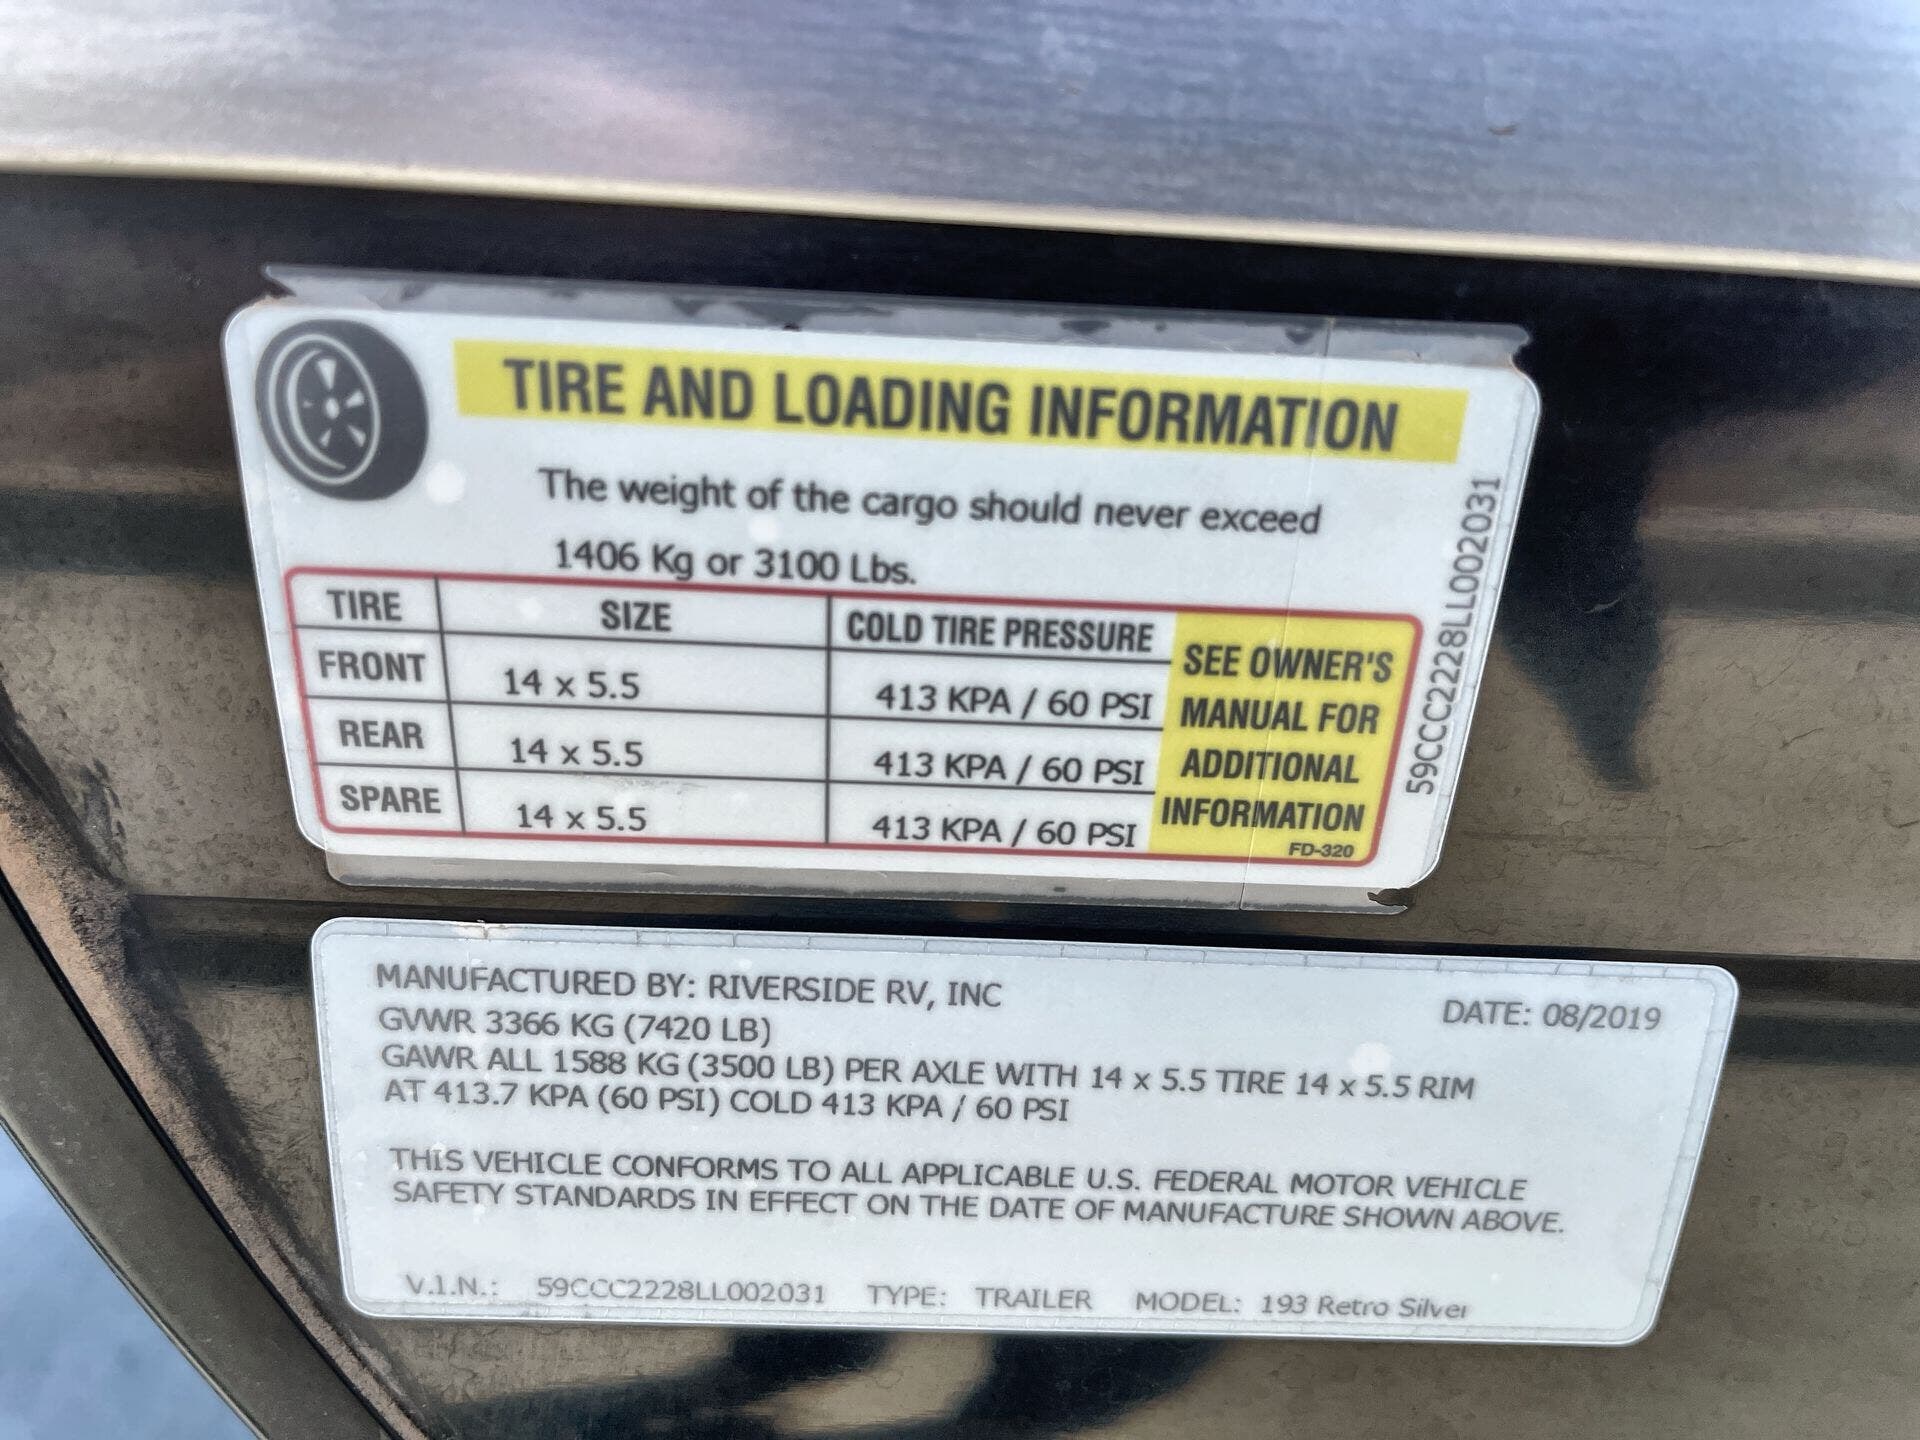 TIRE AND LOADING INFORMATION
The weight of the cargo should never exceed
1406 Kg or 3100 Lbs.
TIRE SIZE COLD TIRE PRESSURE
FRONT 14 x 5.5 413 KPA / 60 PSI
REAR 14 x 5.5 413 KPA / 60 PSI
SPARE 14 x 5.5 413 KPA / 60 PSI
SEE OWNER'S
MANUAL FOR
ADDITIONAL
INFORMATION
FD-320
59CCC2228LL002031
MANUFACTURED BY: RIVERSIDE RV, INC
DATE: 08/2019
GVWR 3366 KG (7420 LB)
GAWR ALL 1588 KG (3500 LB) PER AXLE WITH 14 x 5.5 TIRE 14 x 5.5 RIM
AT 413.7 KPA (60 PSI) COLD 413 KPA / 60 PSI
THIS VEHICLE CONFORMS TO ALL APPLICABLE U.S. FEDERAL MOTOR VEHICLE
SAFETY STANDARDS IN EFFECT ON THE DATE OF MANUFACTURE SHOWN ABOVE.
V.I.N.: 59CCC2228LL002031 TYPE: TRAILER MODEL: 193 Retro Silver